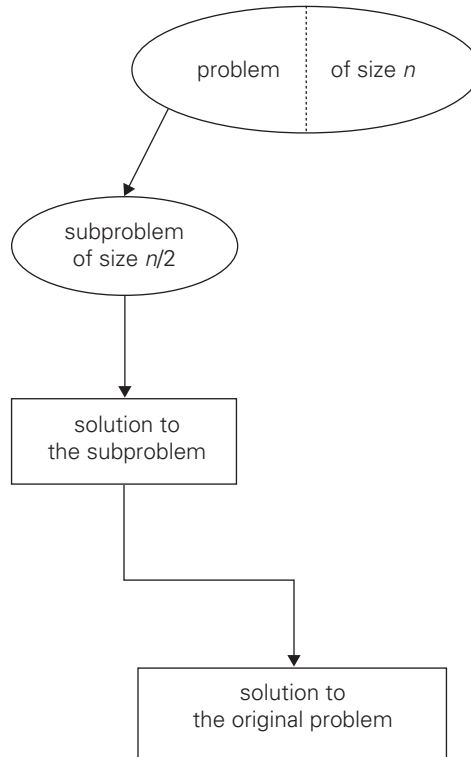 problem of size n
subproblem
of size n/2
solution to
the subproblem
solution to
the original problem